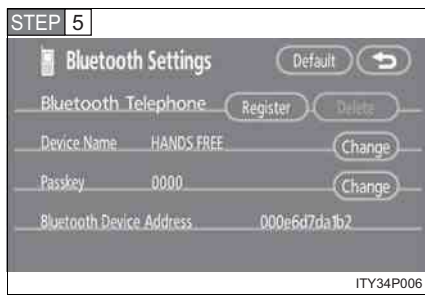 STEP 5
Bluetooth Settings Default
Bluetooth Telephone Register Delete
Device Name HANDS FREE Change
Passkey 0000 Change
Bluetooth Device Address 000e6d7da1b2
ITY34P006